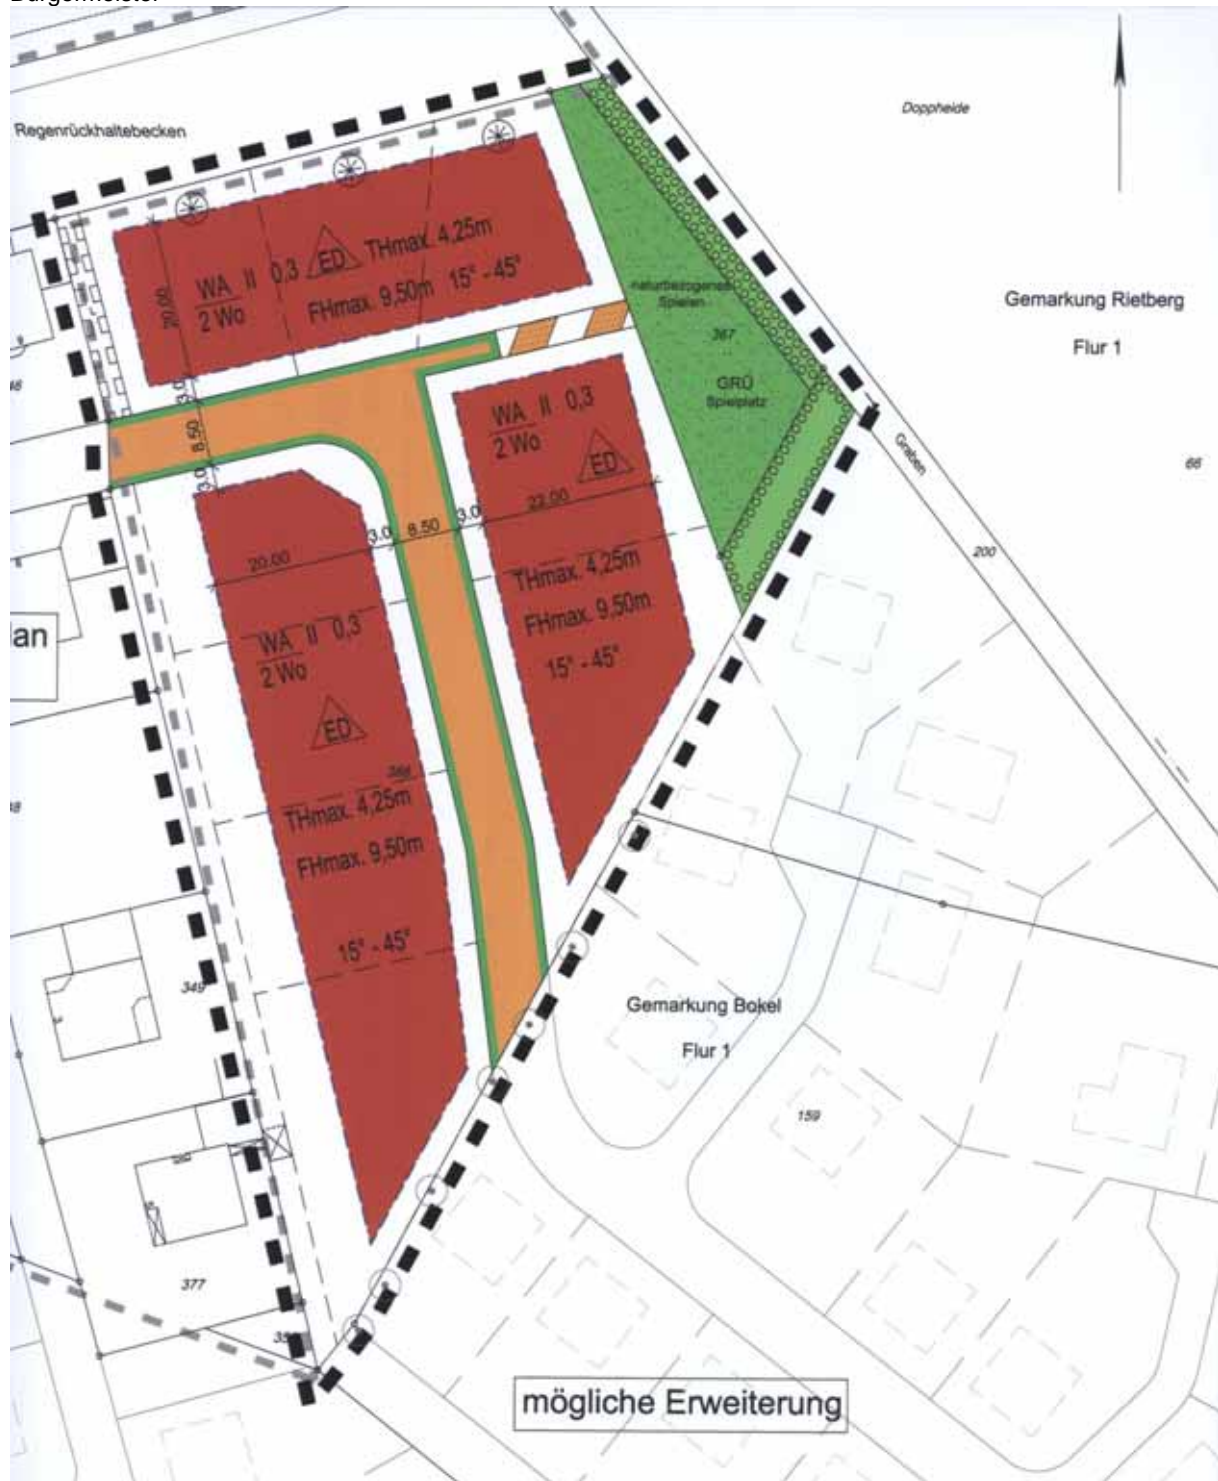 Bürgermeister
Doppheide
Regenrückhaltebecken
WA II 0,3
2 Wo
ED
THmax. 4,25m
FHmax. 9,50m 15° - 45°
20.00
naturbezogenes
Spielen
367
GRÜ
Spielplatz
Gemarkung Rietberg
Flur 1
66
Graben
200
3.0
8.50
3.0
WA II 0,3
2 Wo
ED
22.00
3.0
8.50
3.0
20.00
THmax. 4,25m
FHmax. 9,50m
15° - 45°
an
WA II 0,3
2 Wo
ED
THmax. 4,25m
FHmax. 9,50m
15° - 45°
349
Gemarkung Bokel
Flur 1
159
377
mögliche Erweiterung